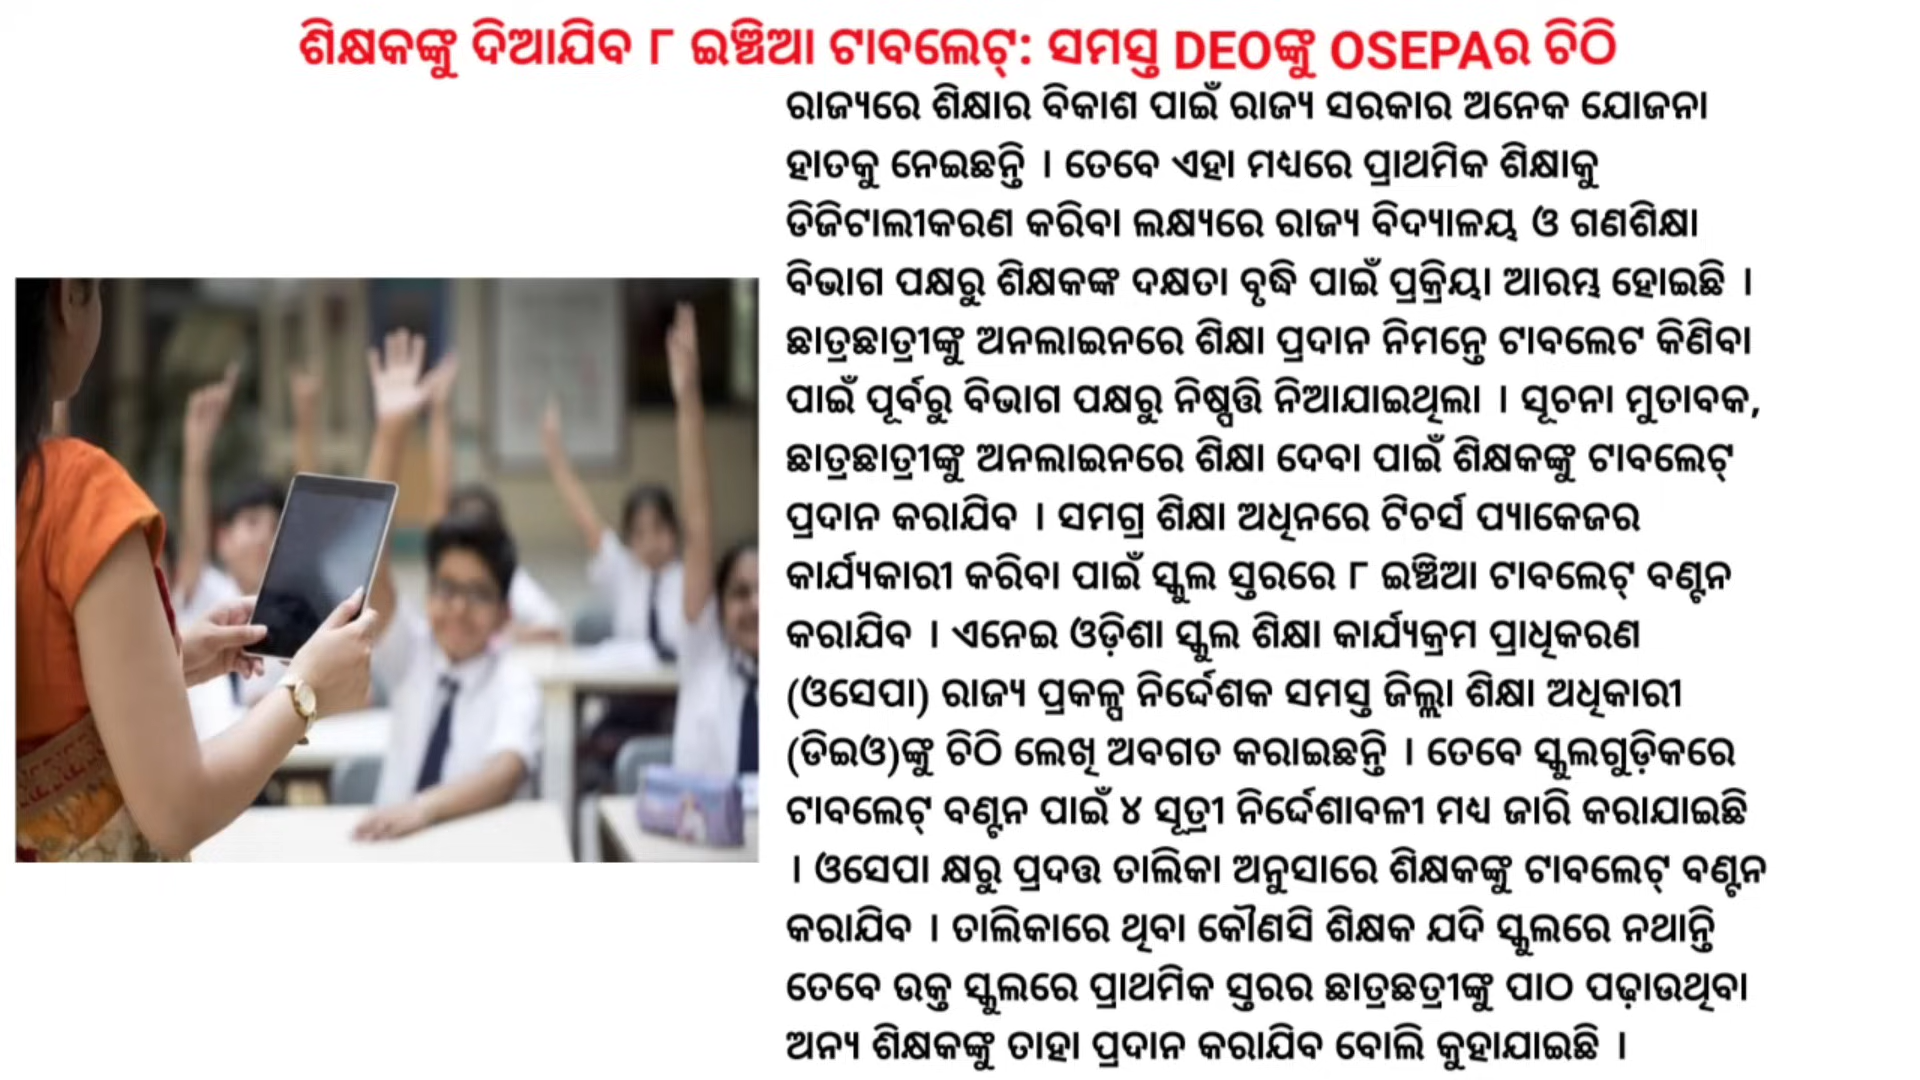 ଶିକ୍ଷକଙ୍କୁ ଦିଆଯିବ ୮ ଇଞ୍ଚିଆ ଟାବଲେଟ୍: ସମସ୍ତ DEOଙ୍କୁ OSEPAର ଚିଠି
ରାଜ୍ୟରେ ଶିକ୍ଷାର ବିକାଶ ପାଇଁ ରାଜ୍ୟ ସରକାର ଅନେକ ଯୋଜନା
ହାତକୁ ନେଇଛନ୍ତି । ତେବେ ଏହା ମଧ୍ୟରେ ପ୍ରାଥମିକ ଶିକ୍ଷାକୁ
ଡିଜିଟାଲୀକରଣ କରିବା ଲକ୍ଷ୍ୟରେ ରାଜ୍ୟ ବିଦ୍ୟାଳୟ ଓ ଗଣଶିକ୍ଷା
ବିଭାଗ ପକ୍ଷରୁ ଶିକ୍ଷକଙ୍କ ଦକ୍ଷତା ବୃଦ୍ଧି ପାଇଁ ପ୍ରକ୍ରିୟା ଆରମ୍ଭ ହୋଇଛି ।
ଛାତ୍ରଛାତ୍ରୀଙ୍କୁ ଅନଲାଇନରେ ଶିକ୍ଷା ପ୍ରଦାନ ନିମନ୍ତେ ଟାବଲେଟ କିଣିବା
ପାଇଁ ପୂର୍ବରୁ ବିଭାଗ ପକ୍ଷରୁ ନିଷ୍ପତ୍ତି ନିଆଯାଇଥିଲା । ସୂଚନା ମୁତାବକ,
ଛାତ୍ରଛାତ୍ରୀଙ୍କୁ ଅନଲାଇନରେ ଶିକ୍ଷା ଦେବା ପାଇଁ ଶିକ୍ଷକଙ୍କୁ ଟାବଲେଟ୍
ପ୍ରଦାନ କରାଯିବ । ସମଗ୍ର ଶିକ୍ଷା ଅଧିନରେ ଟିଚର୍ସ ପ୍ୟାକେଜର
କାର୍ଯ୍ୟକାରୀ କରିବା ପାଇଁ ସ୍କୁଲ ସ୍ତରରେ ୮ ଇଞ୍ଚିଆ ଟାବଲେଟ୍ ବଣ୍ଟନ
କରାଯିବ । ଏନେଇ ଓଡ଼ିଶା ସ୍କୁଲ ଶିକ୍ଷା କାର୍ଯ୍ୟକ୍ରମ ପ୍ରାଧିକରଣ
(ଓସେପା) ରାଜ୍ୟ ପ୍ରକଳ୍ପ ନିର୍ଦ୍ଦେଶକ ସମସ୍ତ ଜିଲ୍ଲା ଶିକ୍ଷା ଅଧିକାରୀ
(ଡିଇଓ)ଙ୍କୁ ଚିଠି ଲେଖି ଅବଗତ କରାଇଛନ୍ତି । ତେବେ ସ୍କୁଲଗୁଡ଼ିକରେ
ଟାବଲେଟ୍ ବଣ୍ଟନ ପାଇଁ ୪ ସୂତ୍ରୀ ନିର୍ଦ୍ଦେଶାବଳୀ ମଧ୍ୟ ଜାରି କରାଯାଇଛି
। ଓସେପା କ୍ଷରୁ ପ୍ରଦତ୍ତ ତାଲିକା ଅନୁସାରେ ଶିକ୍ଷକଙ୍କୁ ଟାବଲେଟ୍ ବଣ୍ଟନ
କରାଯିବ । ତାଲିକାରେ ଥିବା କୌଣସି ଶିକ୍ଷକ ଯଦି ସ୍କୁଲରେ ନଥାନ୍ତି
ତେବେ ଉକ୍ତ ସ୍କୁଲରେ ପ୍ରାଥମିକ ସ୍ତରର ଛାତ୍ରଛତ୍ରୀଙ୍କୁ ପାଠ ପଢ଼ାଉଥିବା
ଅନ୍ୟ ଶିକ୍ଷକଙ୍କୁ ତାହା ପ୍ରଦାନ କରାଯିବ ବୋଲି କୁହାଯାଇଛି ।